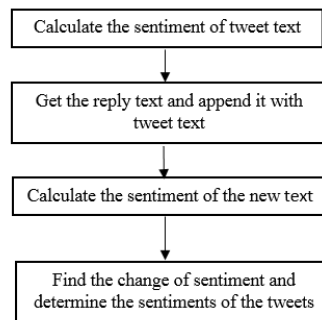 Calculate the sentiment of tweet text
Get the reply text and append it with
tweet text
Calculate the sentiment of the new text
Find the change of sentiment and
determine the sentiments of the tweets